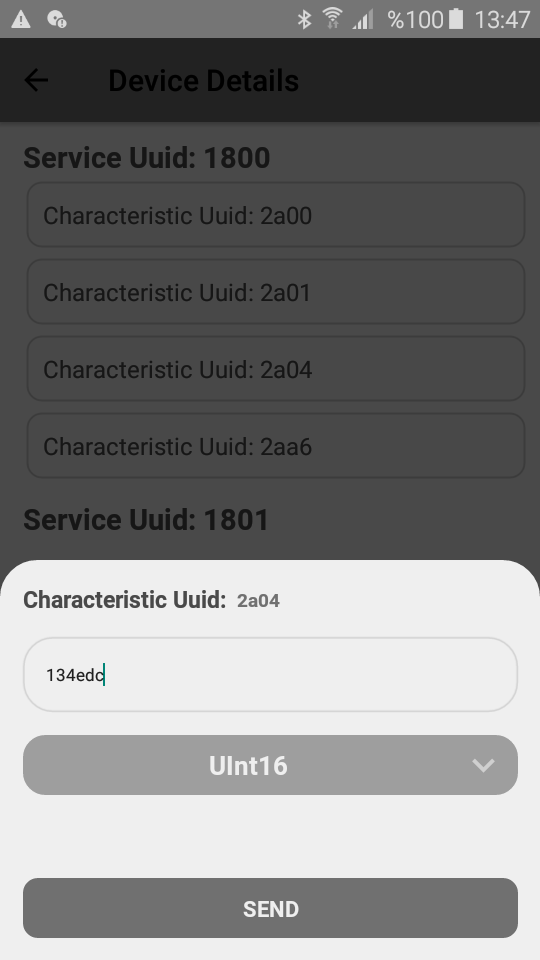 %100 13:47
Device Details
Service Uuid: 1800
Characteristic Uuid: 2a00
Characteristic Uuid: 2a01
Characteristic Uuid: 2a04
Characteristic Uuid: 2aa6
Service Uuid: 1801
Characteristic Uuid: 2a04
134edc
UInt16
SEND